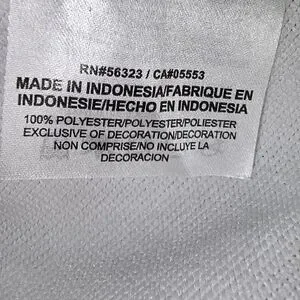 RN#56323 / CA#05553
MADE IN INDONESIA/FABRIQUE EN
INDONESIE/HECHO EN INDONESIA
100% POLYESTER/POLYESTER/POLIESTER
EXCLUSIVE OF DECORATION/DECORATION
NON COMPRISE/NO INCLUYE LA
DECORACION